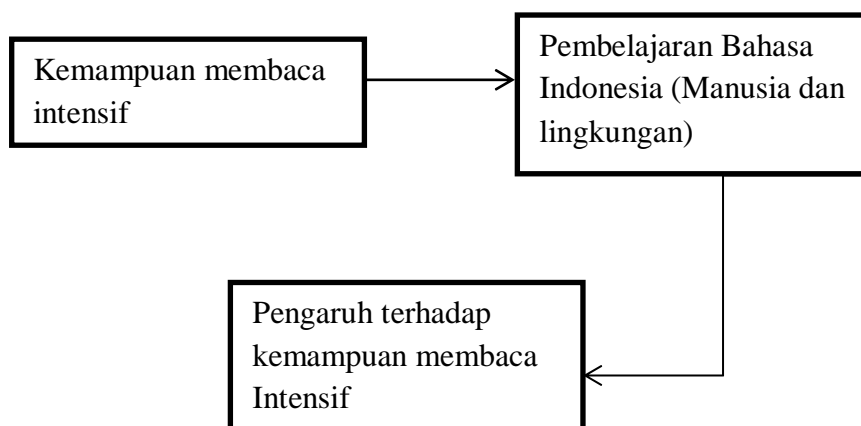 Kemampuan membaca
intensif
Pembelajaran Bahasa
Indonesia (Manusia dan
lingkungan)
Pengaruh terhadap
kemampuan membaca
Intensif